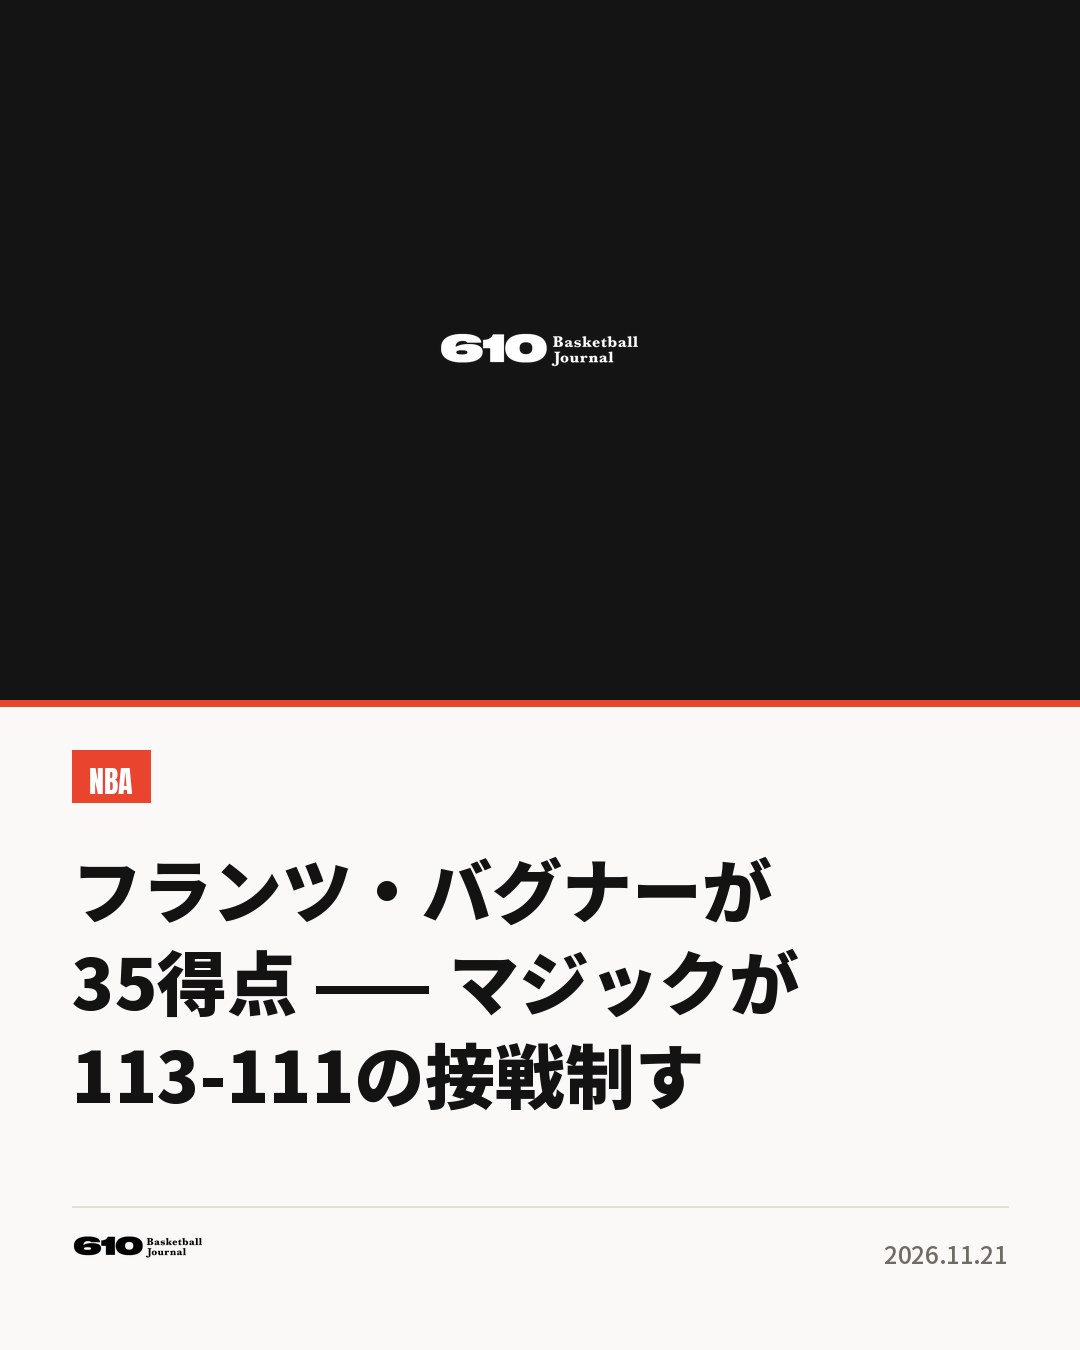 610 Basketball
Journal
NBA
フランツ・バグナーが
35得点 —— マジックが
113-111の接戦制す
610 Basketball
Journal
2026.11.21